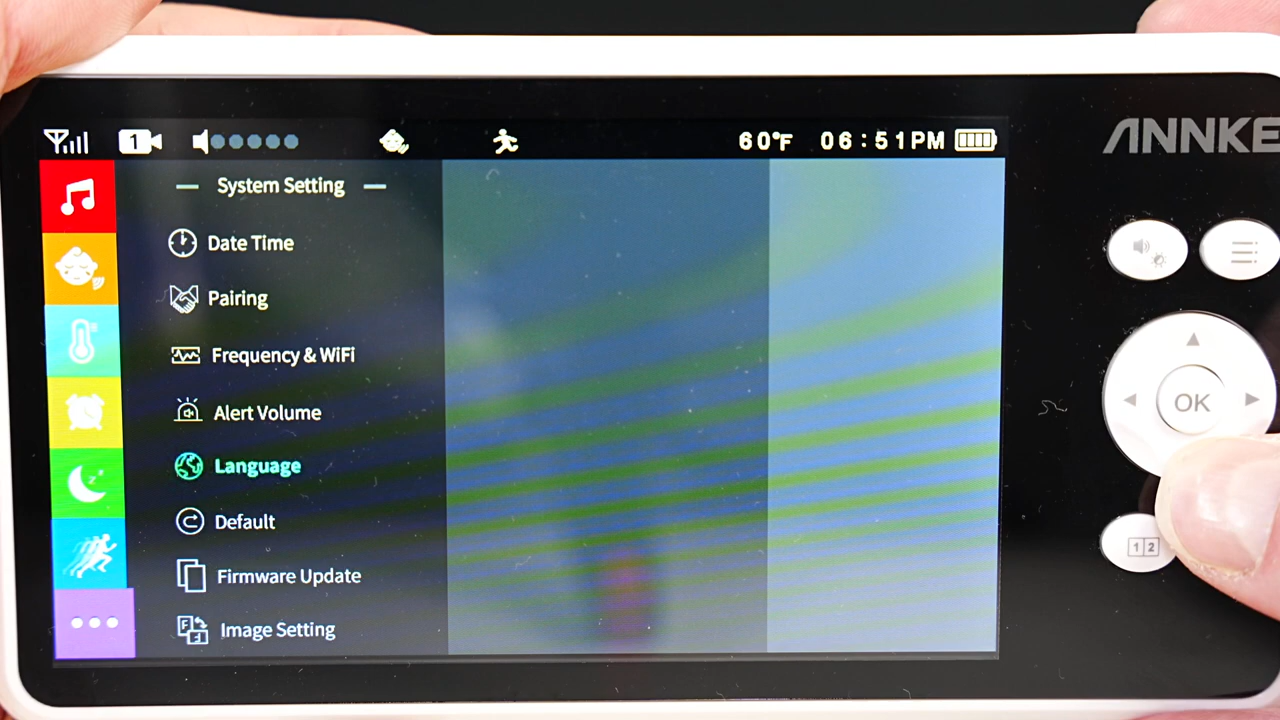 1
60°F 06:51PM
ANNKE
System Setting
Date Time
Pairing
Frequency & WiFi
Alert Volume
Language
Default
Firmware Update
Image Setting
OK
1 2